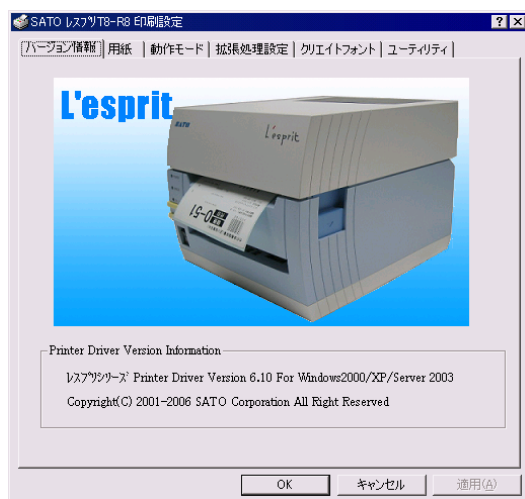 SATO ﾚｽﾌﾟﾘT8-R8 印刷設定
バージョン情報 用紙 動作モード 拡張処理設定 クリエイトフォント ユーティリティ
L'esprit
SATO
L'esprit
0-51
Printer Driver Version Information
ﾚｽﾌﾟﾘｼﾘｰｽﾞ Printer Driver Version 6.10 For Windows2000/XP/Server 2003
Copyright(C) 2001-2006 SATO Corporation All Right Reserved
OK キャンセル 適用(A)